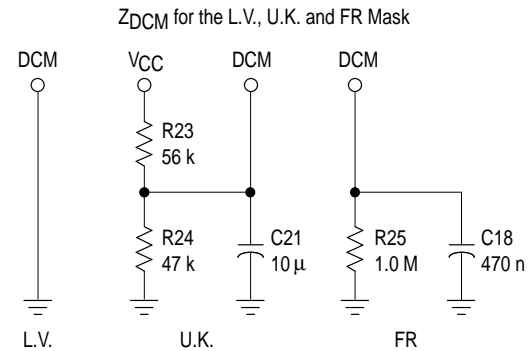 ZDCM for the L.V., U.K. and FR Mask
DCM
VCC
DCM
DCM
R23
56 k
R24
47 k
C21
10 µ
R25
1.0 M
C18
470 n
L.V.
U.K.
FR